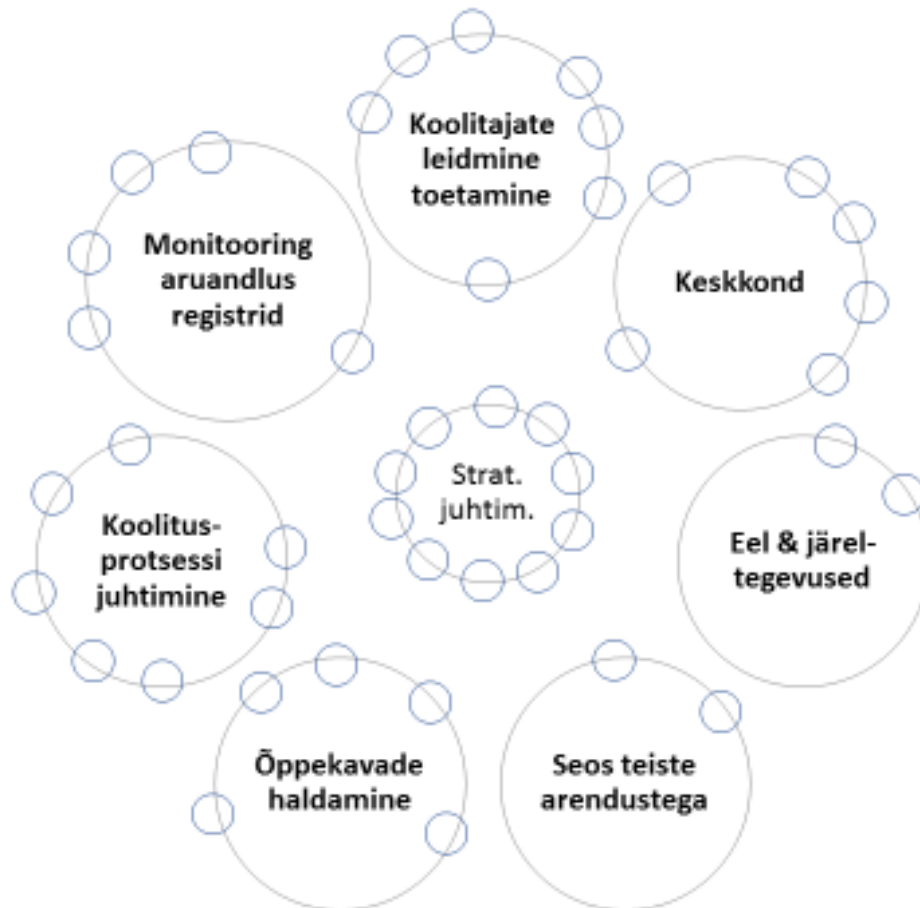 Koolitajate
leidmine
toetamine
Monitooring
aruandlus
registrid
Keskkond
Strat.
juhtim.
Koolitus-
protsessi
juhtimine
Eel & järel-
tegevused
Õppekavade
haldamine
Seos teiste
arendustega